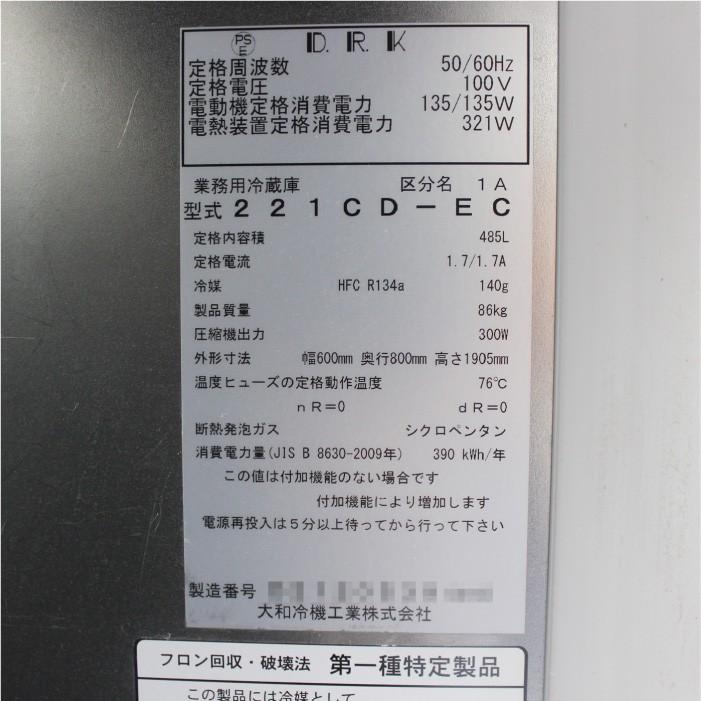 PS
E
D.R.K
定格周波数 50/60Hz
定格電圧 100V
電動機定格消費電力 135/135W
電熱装置定格消費電力 321W
業務用冷蔵庫 区分名 1A
型式 221CD-EC
定格内容積 485L
定格電流 1.7/1.7A
冷媒 HFC R134a 140g
製品質量 86kg
圧縮機出力 300W
外形寸法 幅600mm 奥行800mm 高さ1905mm
温度ヒューズの定格動作温度 76℃
nR=0 dR=0
断熱発泡ガス シクロペンタン
消費電力量(JIS B 8630-2009年) 390 kWh/年
この値は付加機能のない場合です
付加機能により増加します
電源再投入は5分以上待ってから行って下さい
製造番号
大和冷機工業株式会社
フロン回収・破壊法 第一種特定製品
この製品には冷媒として